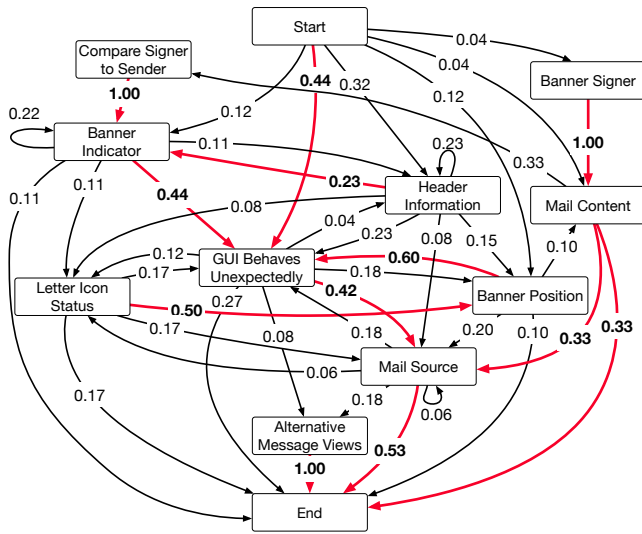 Start
Compare Signer
to Sender
0.04
0.04
Banner Signer
0.44
0.32
1.00
0.12
0.12
0.22
Banner
Indicator
0.11
0.23
1.00
0.33
0.11
0.11
0.44
0.23
0.08
Header
Information
Mail Content
0.04
0.23
0.08
0.15
0.10
0.12
GUI Behaves
Unexpectedly
0.60
0.17
0.18
Letter Icon
Status
0.27
0.42
Banner Position
0.50
0.17
0.08
0.18
0.20
0.10
0.33
0.33
0.06
Mail Source
0.17
0.18
0.06
Alternative
Message Views
0.53
1.00
End